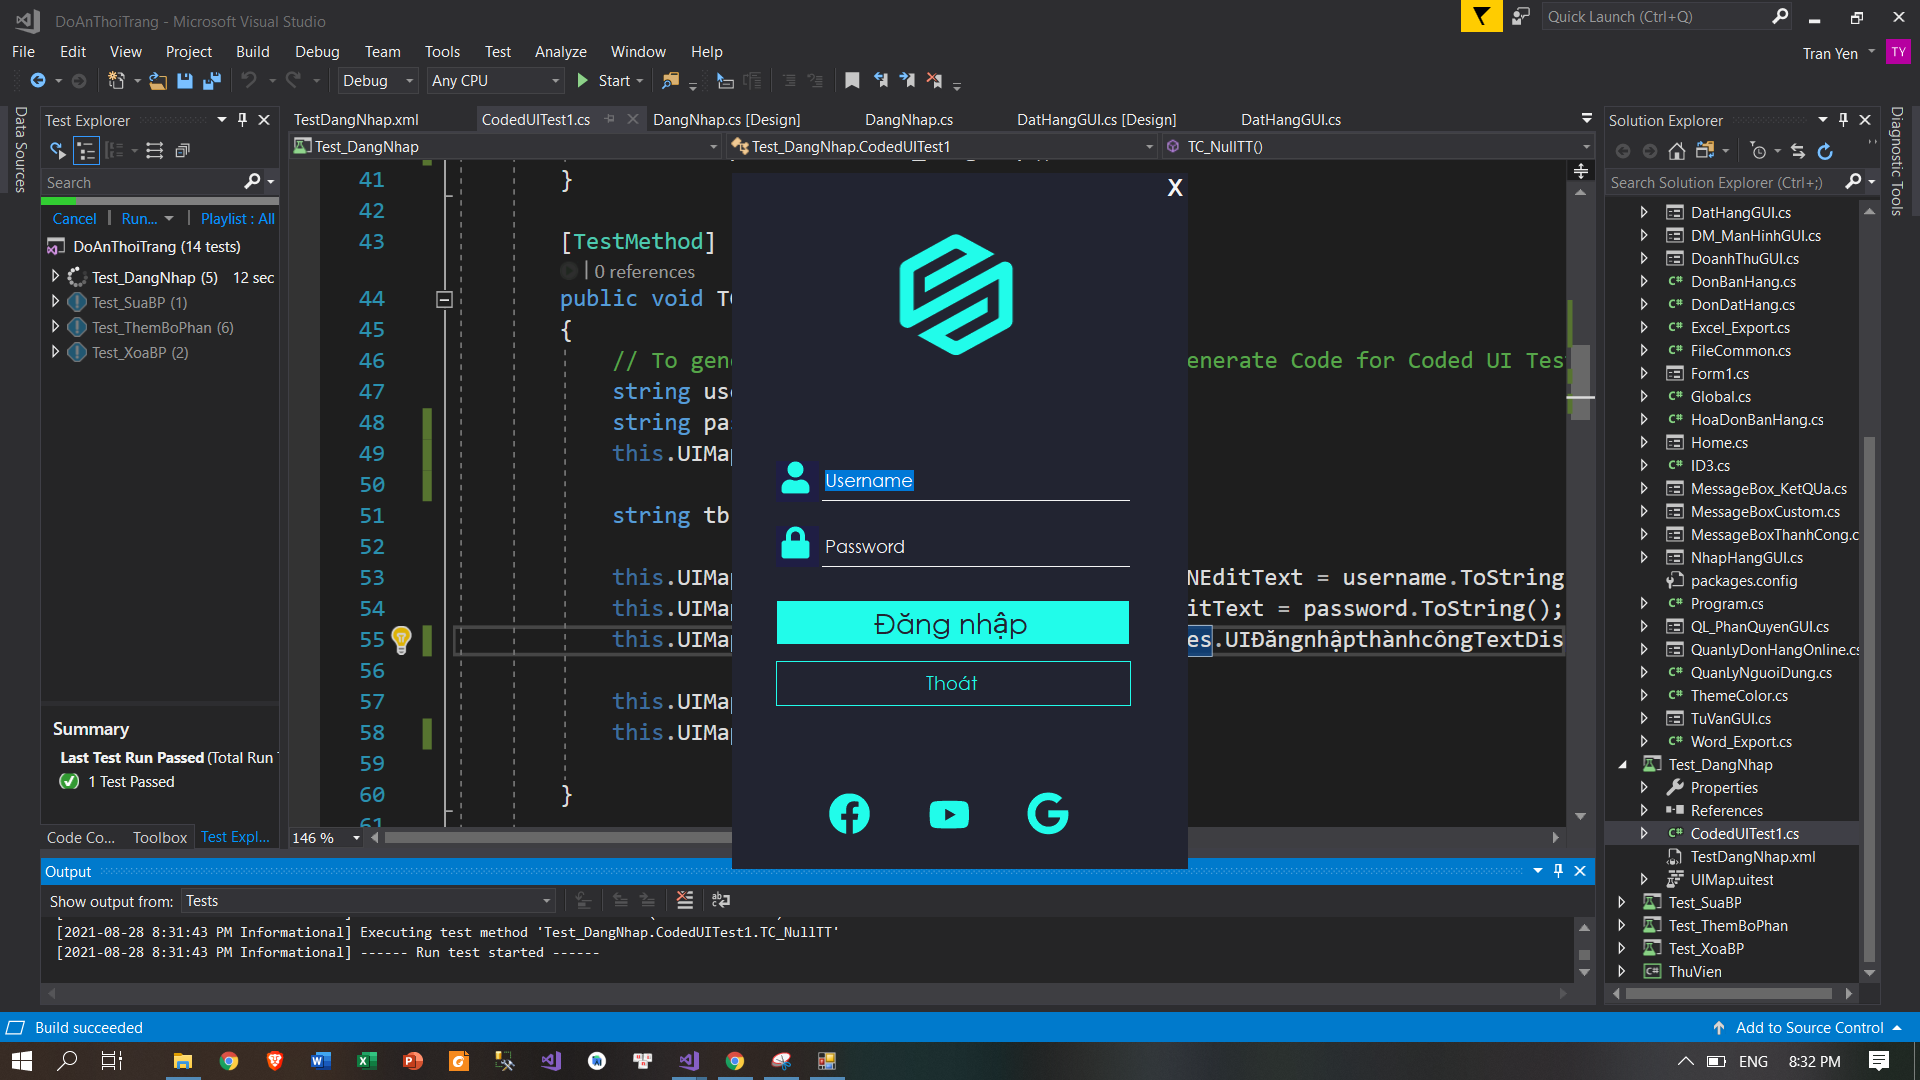 DoAnThoiTrang - Microsoft Visual Studio
Quick Launch (Ctrl+Q)
File Edit View Project Build Debug Team Tools Test Analyze Window Help
Tran Yen
TY
Debug
Any CPU
Start
Data Sources
Test Explorer
Search
Cancel
Run...
Playlist : All
DoAnThoiTrang (14 tests)
Test_DangNhap (5) 12 sec
Test_SuaBP (1)
Test_ThemBoPhan (6)
Test_XoaBP (2)
Summary
Last Test Run Passed (Total Run T
1 Test Passed
Code Co... Toolbox Test Expl...
TestDangNhap.xml
CodedUITest1.cs
DangNhap.cs [Design]
DangNhap.cs
DatHangGUI.cs [Design]
DatHangGUI.cs
Test_DangNhap
Test_DangNhap.CodedUITest1
TC_NullTT()
41 }
42
43 [TestMethod]
0 references
44 public void
45 {
46 // To gen
enerate Code for Coded UI Tes
47 string us
48 string pa
49 this.UIMa
50
51 string tb
52
53 this.UIMa
NEditText = username.ToString
54 this.UIMa
itText = password.ToString();
55 this.UIMa
es.UIĐăngnhậpthànhcôngTextDis
56
57 this.UIMa
58 this.UIMa
59
60 }
61
146 %
X
Username
Password
Đăng nhập
Thoát
Output
Show output from: Tests
[2021-08-28 8:31:43 PM Informational] Executing test method 'Test_DangNhap.CodedUITest1.TC_NullTT'
[2021-08-28 8:31:43 PM Informational] ------ Run test started ------
Solution Explorer
Search Solution Explorer (Ctrl+;)
DatHangGUI.cs
DM_ManHinhGUI.cs
DoanhThuGUI.cs
DonBanHang.cs
DonDatHang.cs
Excel_Export.cs
FileCommon.cs
Form1.cs
Global.cs
HoaDonBanHang.cs
Home.cs
ID3.cs
MessageBox_KetQUa.cs
MessageBoxCustom.cs
MessageBoxThanhCong.c
NhapHangGUI.cs
packages.config
Program.cs
QL_PhanQuyenGUI.cs
QuanLyDonHangOnline.cs
QuanLyNguoiDung.cs
ThemeColor.cs
TuVanGUI.cs
Word_Export.cs
Test_DangNhap
Properties
References
CodedUITest1.cs
TestDangNhap.xml
UIMap.uitest
Test_SuaBP
Test_ThemBoPhan
Test_XoaBP
ThuVien
Diagnostic Tools
Build succeeded
Add to Source Control
ENG
8:32 PM